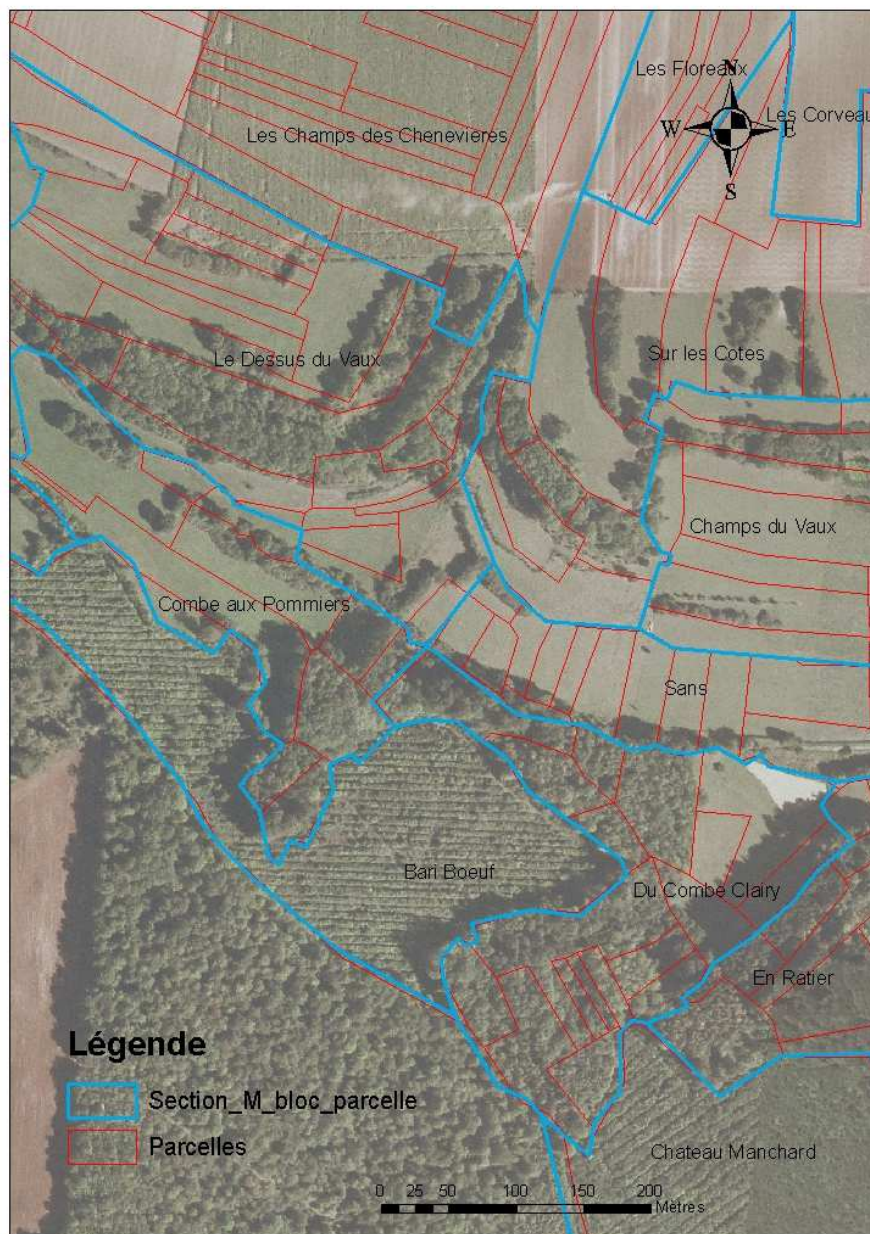 Les Floreaux
N
Les Corveau
Les Champs des Chenevières
W
E
S
Le Dessus du Vaux
Sur les Cotes
Champs du Vaux
Combe aux Pommiers
Sans
Bari Boeuf
Du Combe Clairy
En Ratier
Légende
Section_M_bloc_parcelle
Parcelles
Chateau Manchard
0 25 50 100 150 200
Mètres